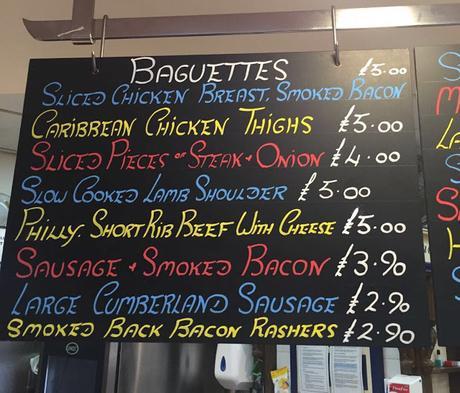 BAGUETTES £5.00
SLICED CHICKEN BREAST. SMOKED BACON
CARIBBEAN CHICKEN THIGHS £5.00
SLICED PIECES OF STEAK + ONION £4.00
SLOW COOKED LAMB SHOULDER £5.00
PHILLY. SHORT RIB BEEF WITH CHEESE £5.00
SAUSAGE + SMOKED BACON £3.90
LARGE CUMBERLAND SAUSAGE £2.90
SMOKED BACK BACON RASHERS £2.90